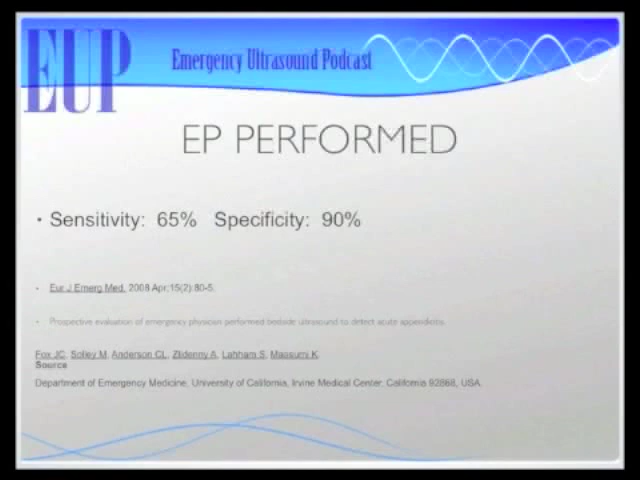 EUP
Emergency Ultrasound Podcast
EP PERFORMED
• Sensitivity: 65% Specificity: 90%
• Eur J Emerg Med. 2008 Apr;15(2):80-5.
• Prospective evaluation of emergency physician performed bedside ultrasound to detect acute appendicitis.
Fox JC, Solley M, Anderson CL, Zlidenny A, Lahham S, Maasumi K.
Source
Department of Emergency Medicine, University of California, Irvine Medical Center, California 92868, USA.